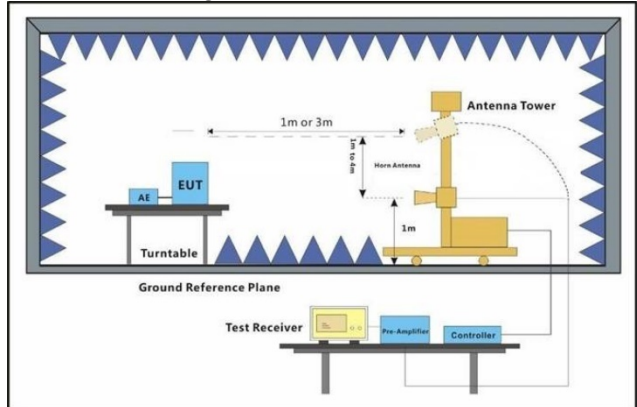 1m or 3m
Antenna Tower
1m to 4m
Horn Antenna
EUT
AE
1m
Turntable
Ground Reference Plane
Test Receiver
Pre-Amplifier
Controller